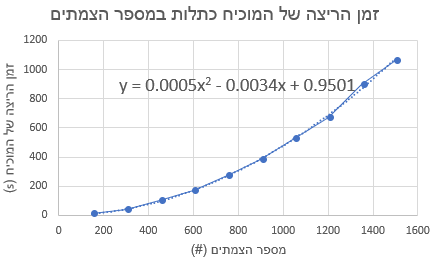 זמן הריצה של המוכיח כתלות במספר הצמתים
1200
1000
800
600
400
200
0
זמן הריצה של המוכיח (s)
y = 0.0005x² - 0.0034x + 0.9501
0 200 400 600 800 1000 1200 1400 1600
מספר הצמתים (#)